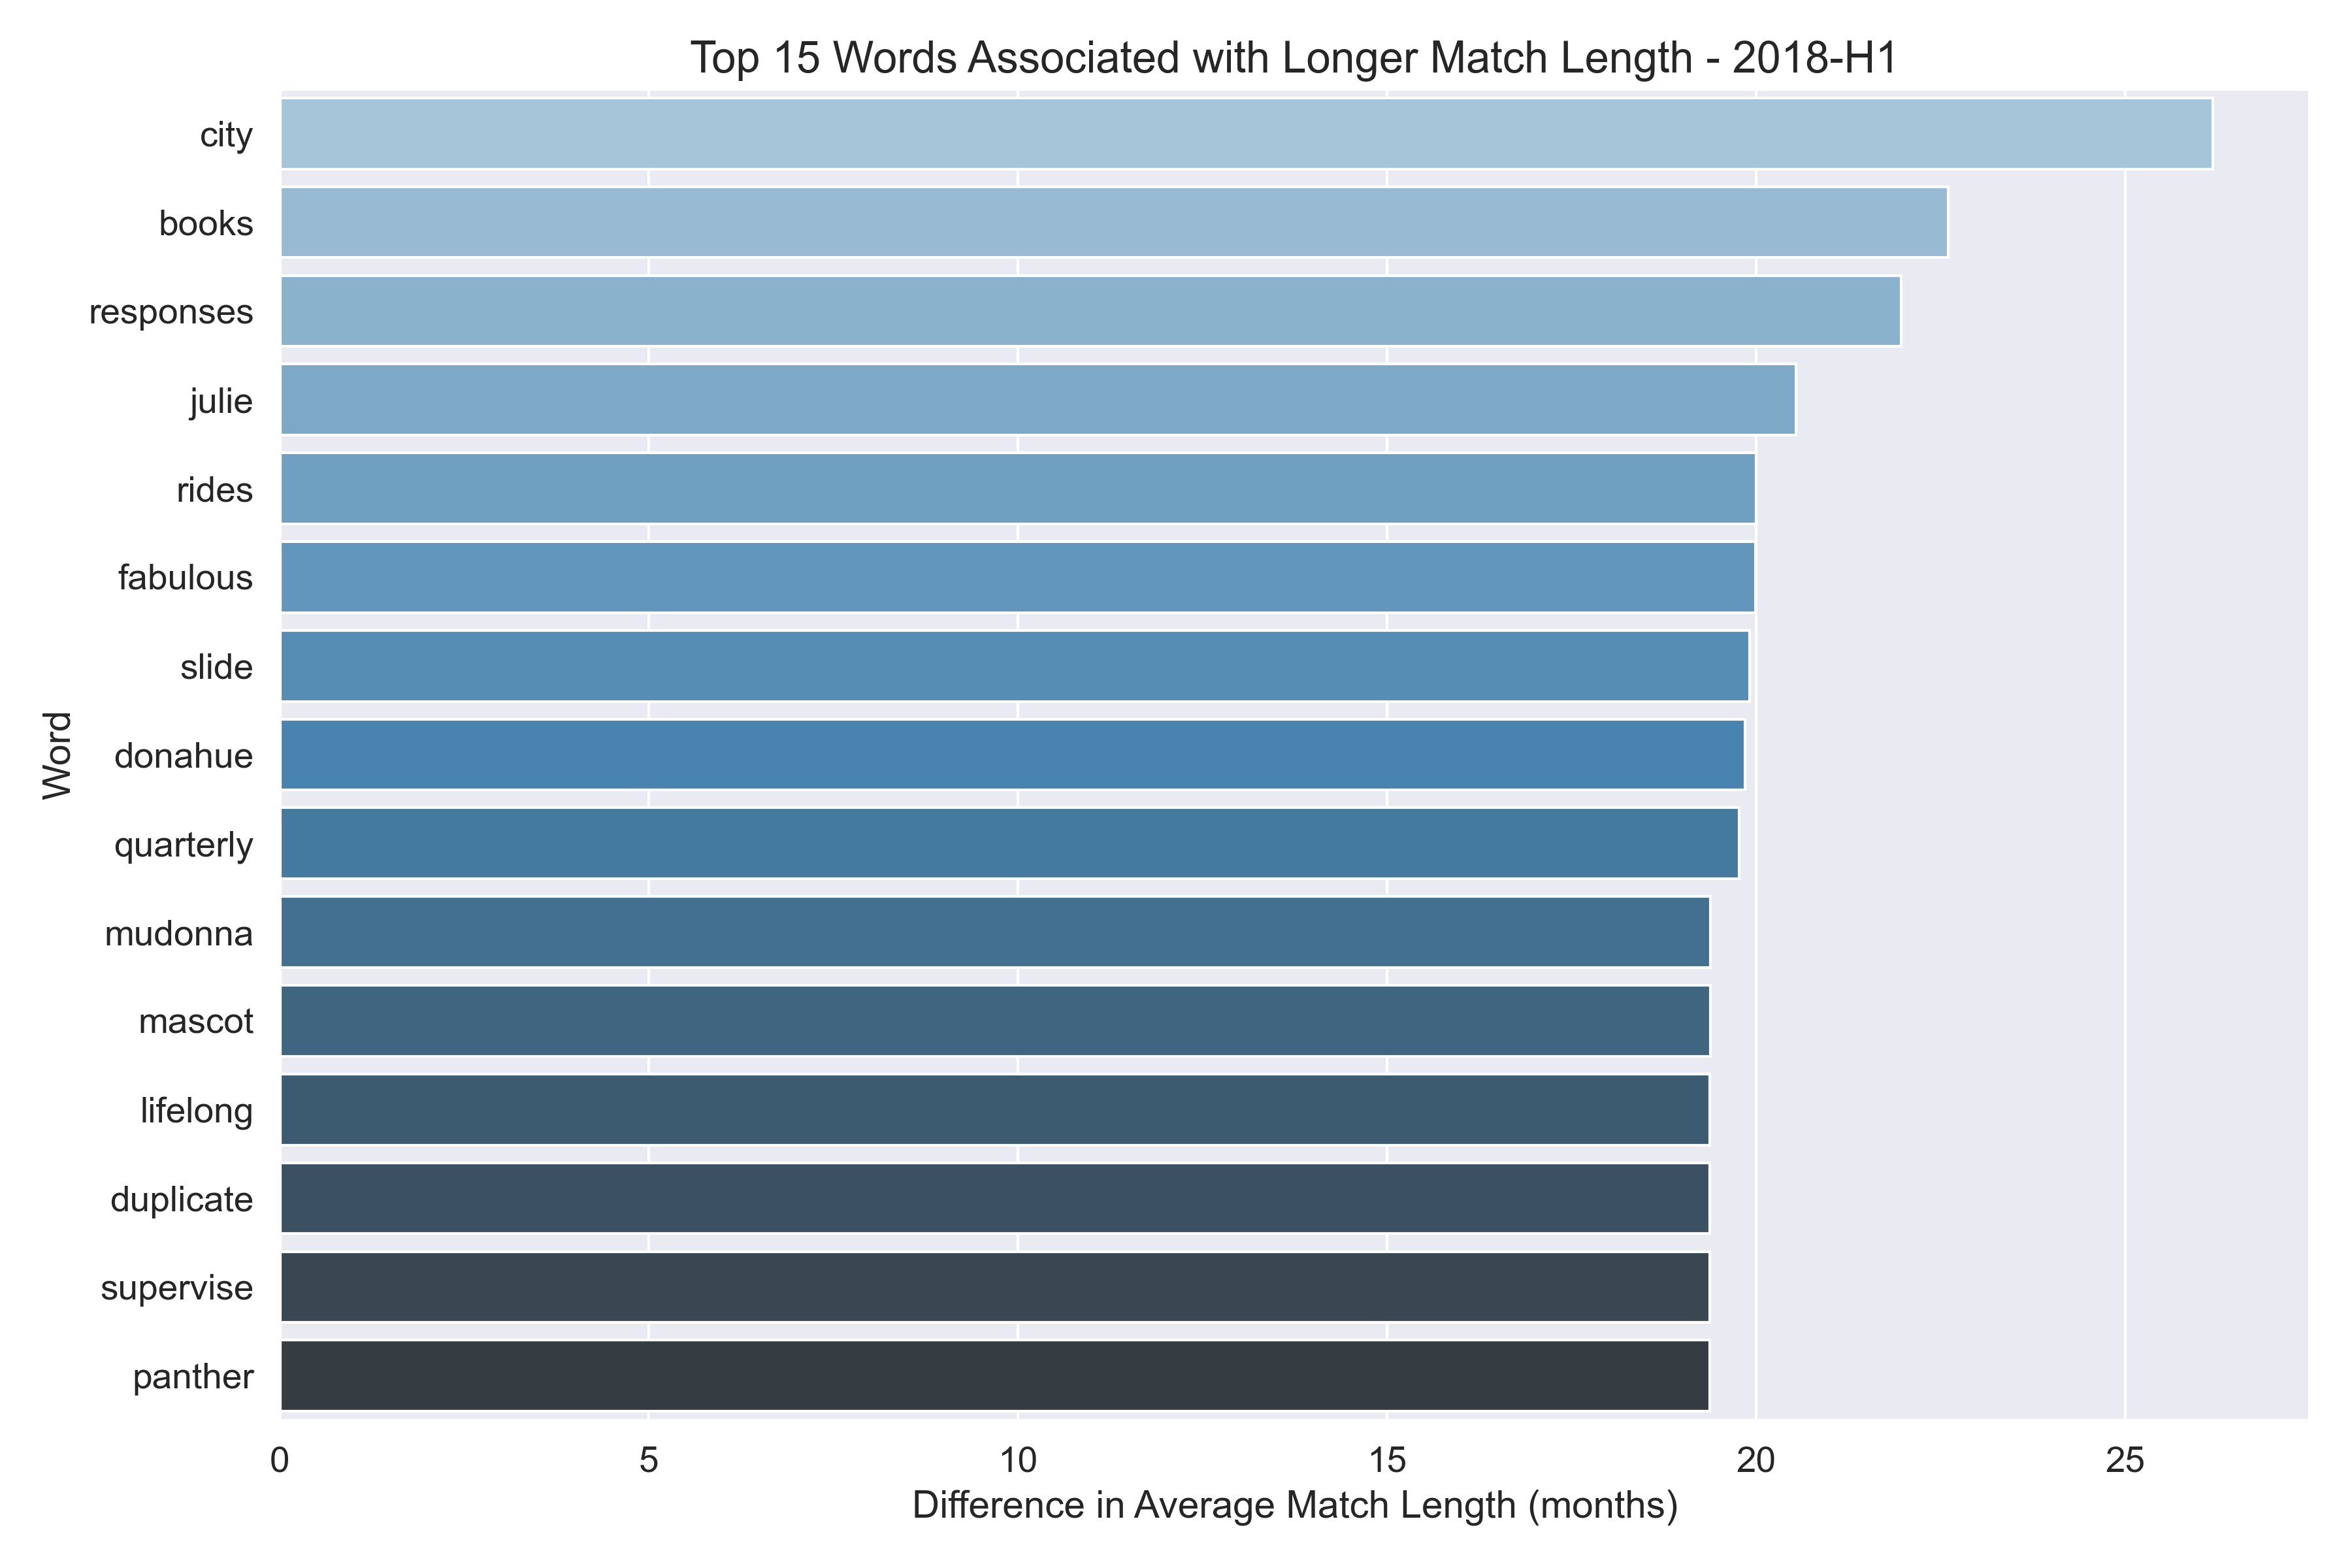 Top 15 Words Associated with Longer Match Length - 2018-H1
city
books
responses
julie
rides
fabulous
slide
donahue
quarterly
mudonna
mascot
lifelong
duplicate
supervise
panther
Word
0 5 10 15 20 25
Difference in Average Match Length (months)